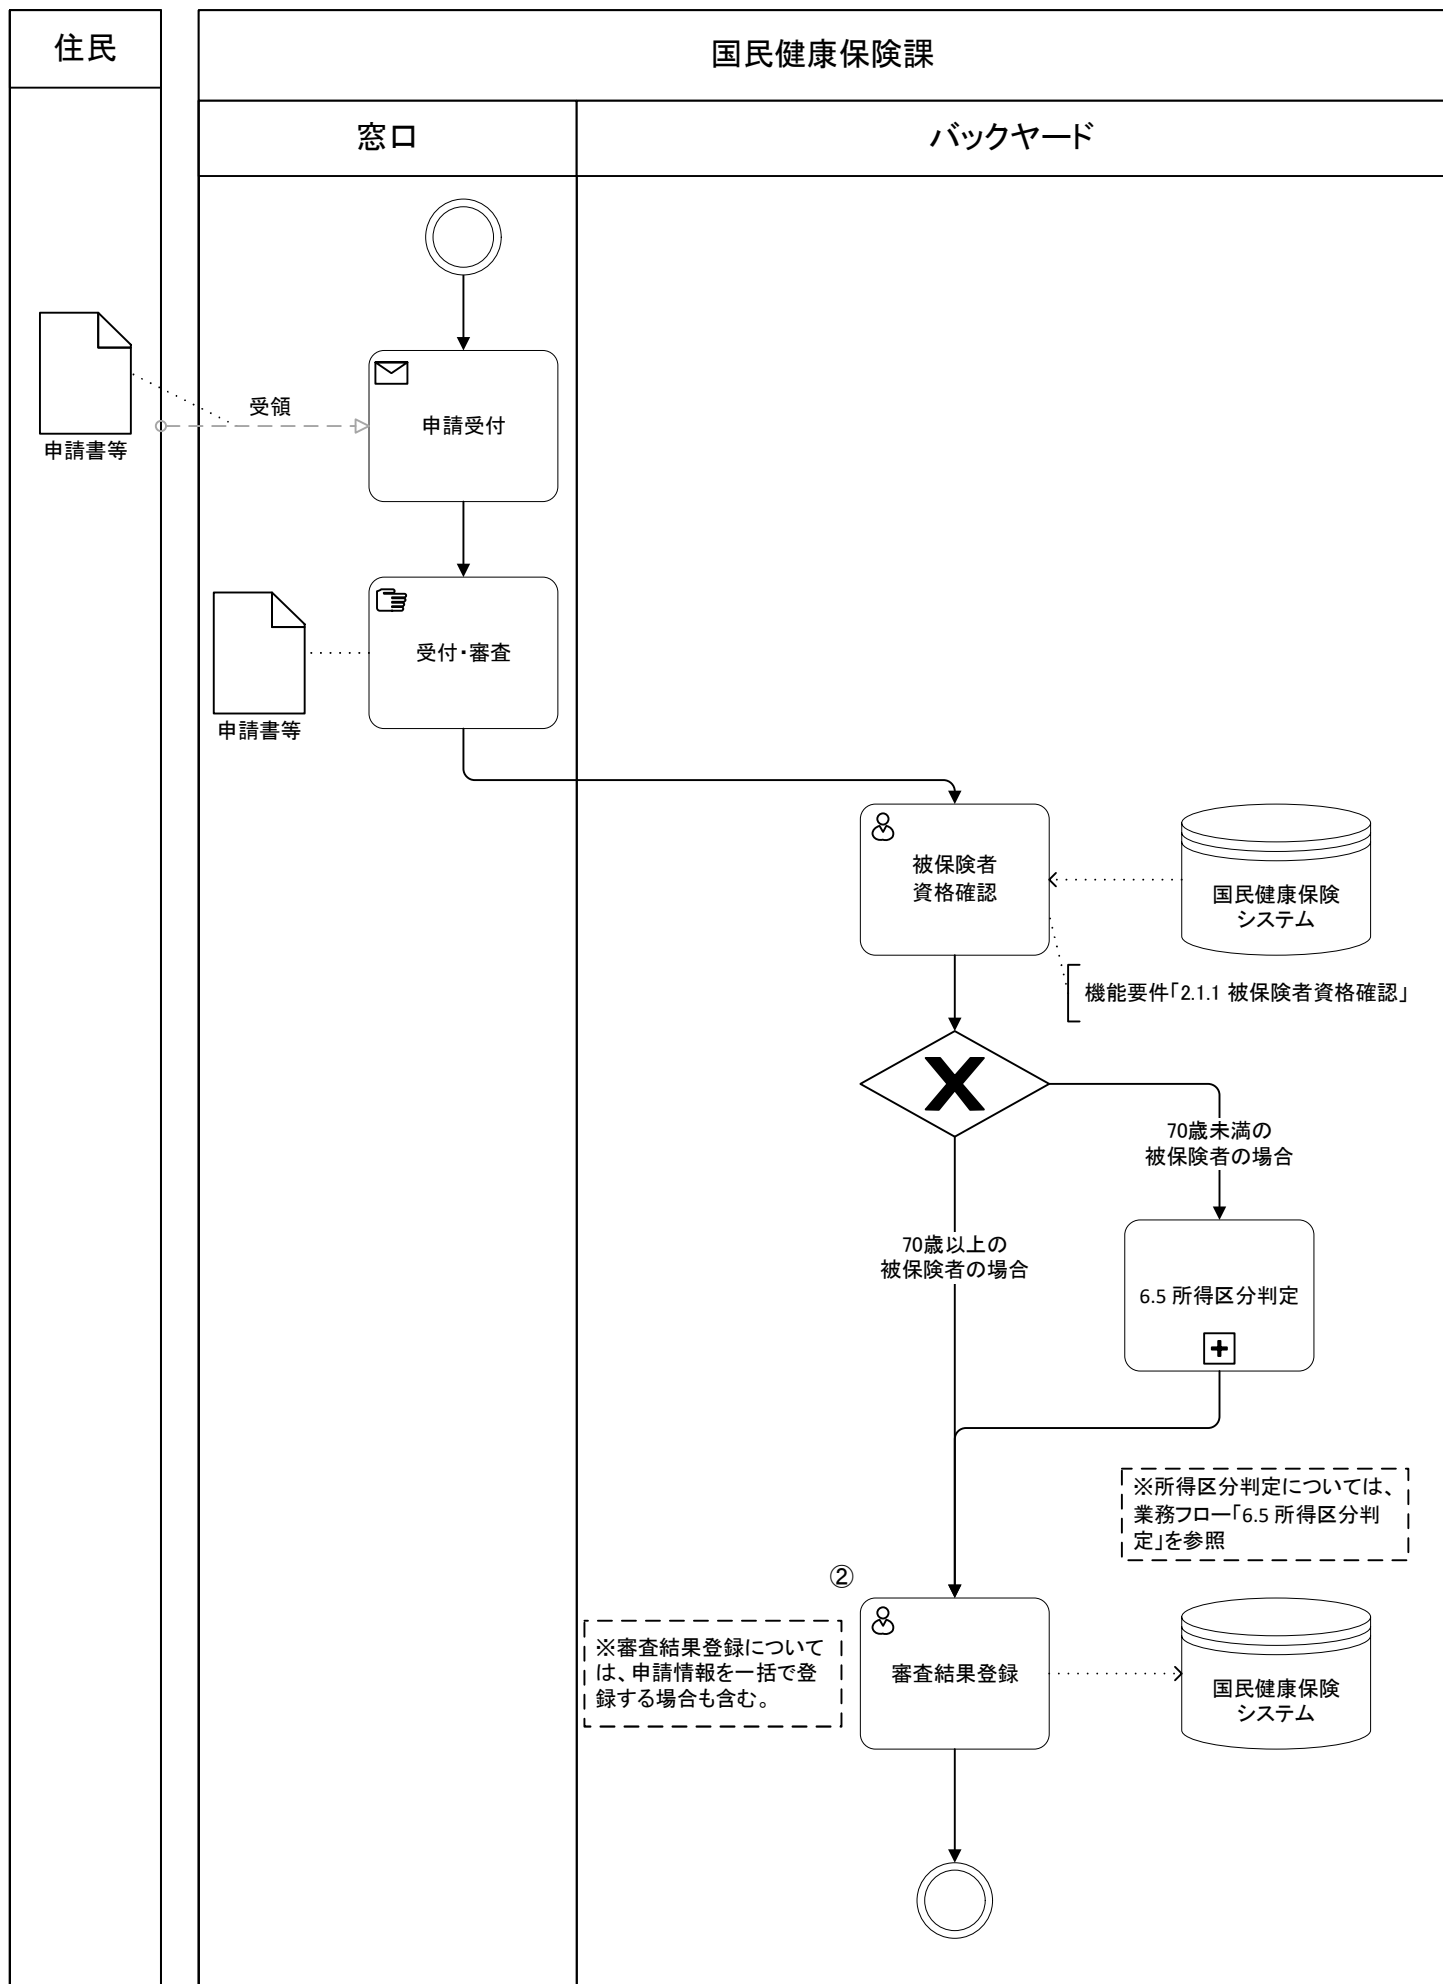 住民
国民健康保険課
窓口
バックヤード
受領
申請書等
申請受付
受付・審査
申請書等
被保険者
資格確認
国民健康保険
システム
機能要件「2.1.1 被保険者資格確認」
70歳未満の
被保険者の場合
70歳以上の
被保険者の場合
6.5 所得区分判定
※所得区分判定については、
業務フロー「6.5 所得区分判
定」を参照
②
※審査結果登録について
は、申請情報を一括で登
録する場合も含む。
審査結果登録
国民健康保険
システム